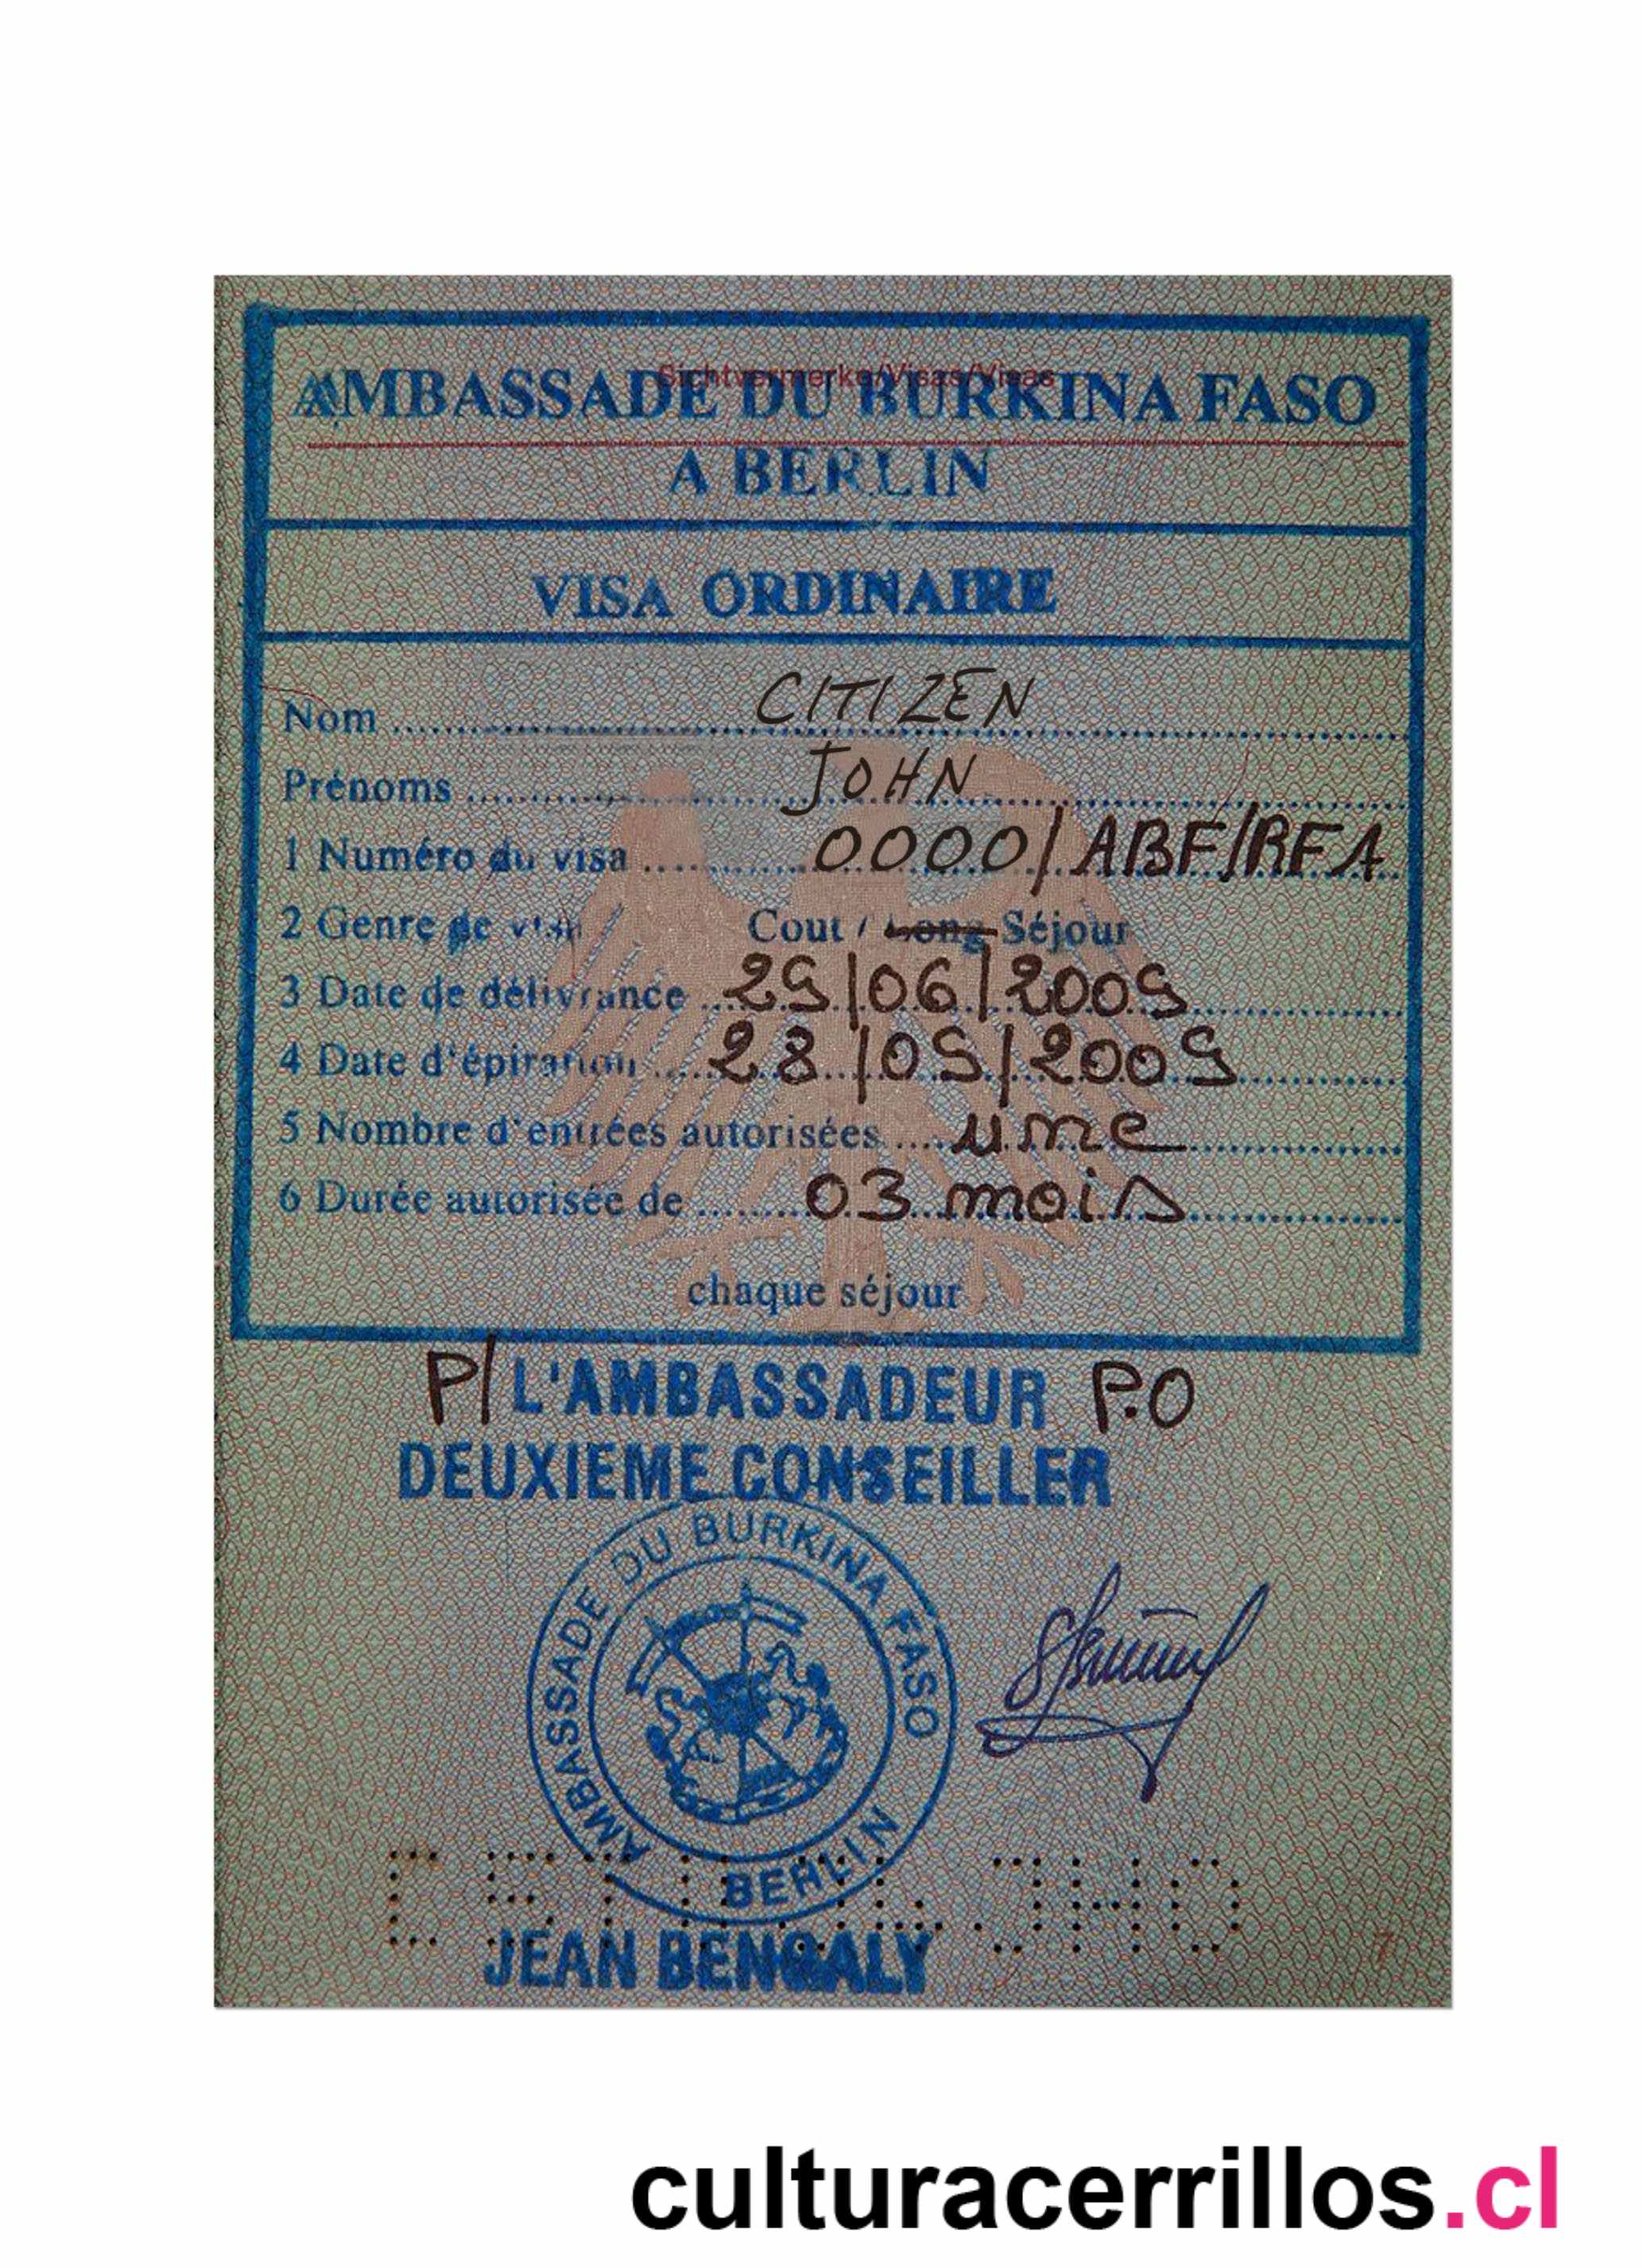 Sichtvermerke/Visas/Visas
AMBASSADE DU BURKINA FASO
A BERLIN
VISA ORDINAIRE
Nom ........ CITIZEN
Prénoms ........ JOHN
1 Numéro du visa ........ 0000/ABF/RFA
2 Genre de visa Cout / Long Séjour
3 Date de délivrance ........ 29/06/2009
4 Date d'épiration ........ 28/09/2009
5 Nombre d'entrées autorisées ........ une
6 Durée autorisée de ........ 03 mois
chaque séjour
P/ L'AMBASSADEUR P.O
DEUXIEME CONSEILLER
AMBASSADE DU BURKINA FASO
BERLIN
JEAN BENGALY
7
culturacerrillos.cl